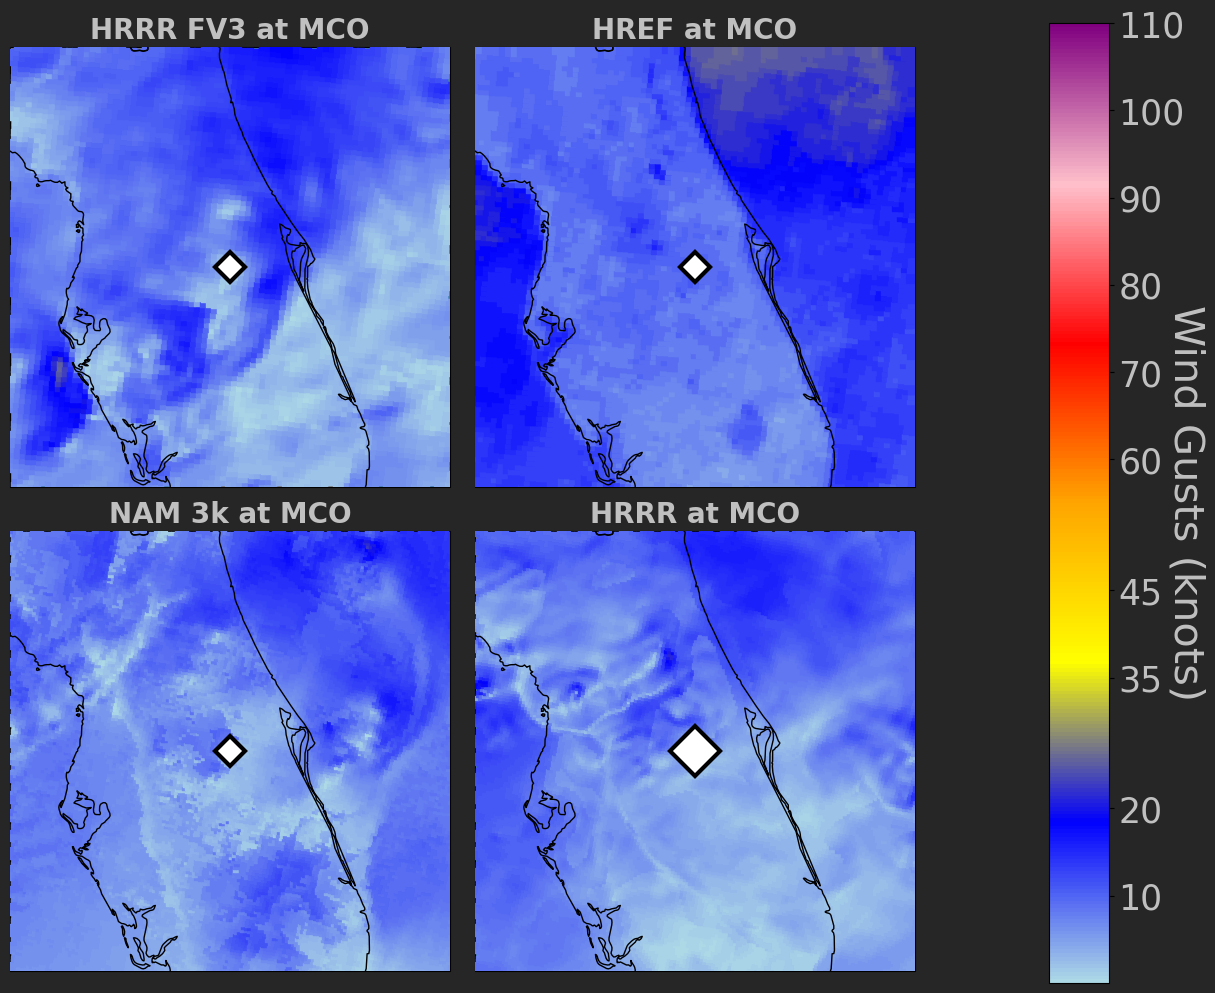 HRRR FV3 at MCO
HREF at MCO
NAM 3k at MCO
HRRR at MCO
110
100
90
80
70
60
45
35
20
10
Wind Gusts (knots)